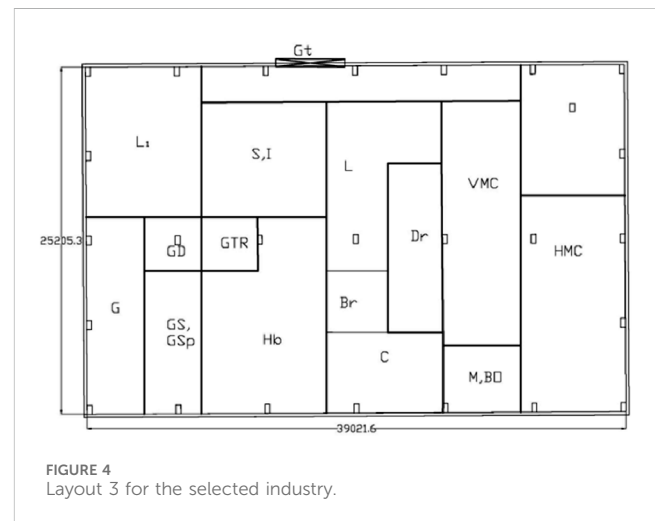 Gt
L₁
S,I
L
VMC
25205.3
GD
GTR
Dr
HMC
G
GS,
GSp
Hb
Br
C
M,BO
39021.6
FIGURE 4
Layout 3 for the selected industry.